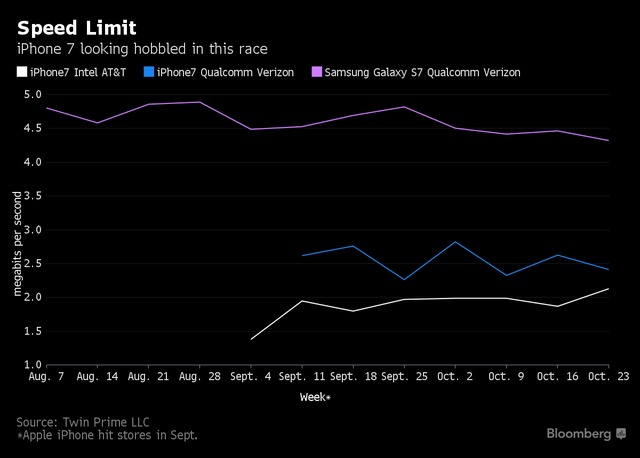 Speed Limit
iPhone 7 looking hobbled in this race
iPhone7 Intel AT&T iPhone7 Qualcomm Verizon Samsung Galaxy S7 Qualcomm Verizon
5.0
4.5
4.0
3.5
3.0
2.5
2.0
1.5
1.0
megabits per second
Aug. 7 Aug. 14 Aug. 21 Aug. 28 Sept. 4 Sept. 11 Sept. 18 Sept. 25 Oct. 2 Oct. 9 Oct. 16 Oct. 23
Week*
Source: Twin Prime LLC
*Apple iPhone hit stores in Sept.
Bloomberg